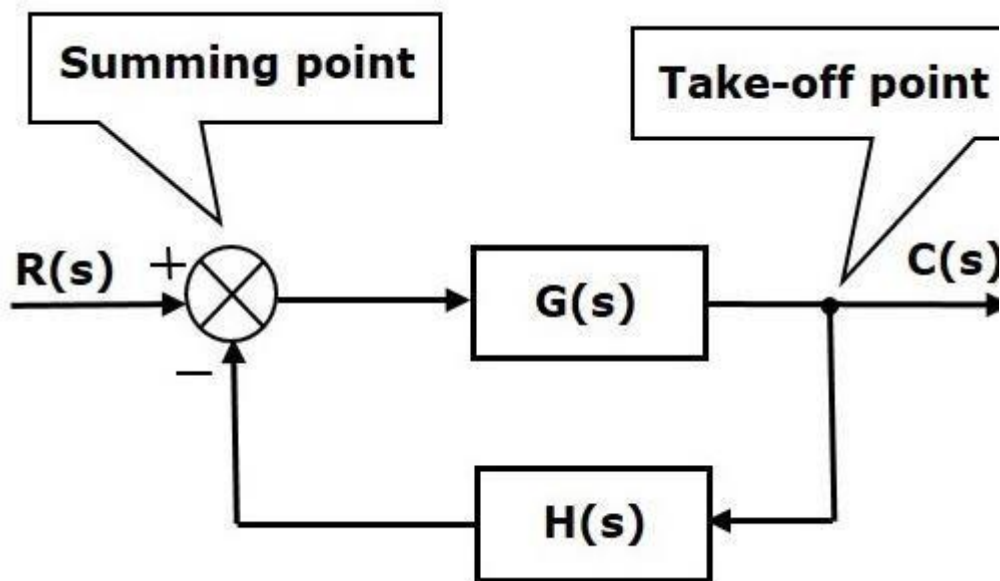 Summing point
Take-off point
R(s)
+
G(s)
C(s)
−
H(s)